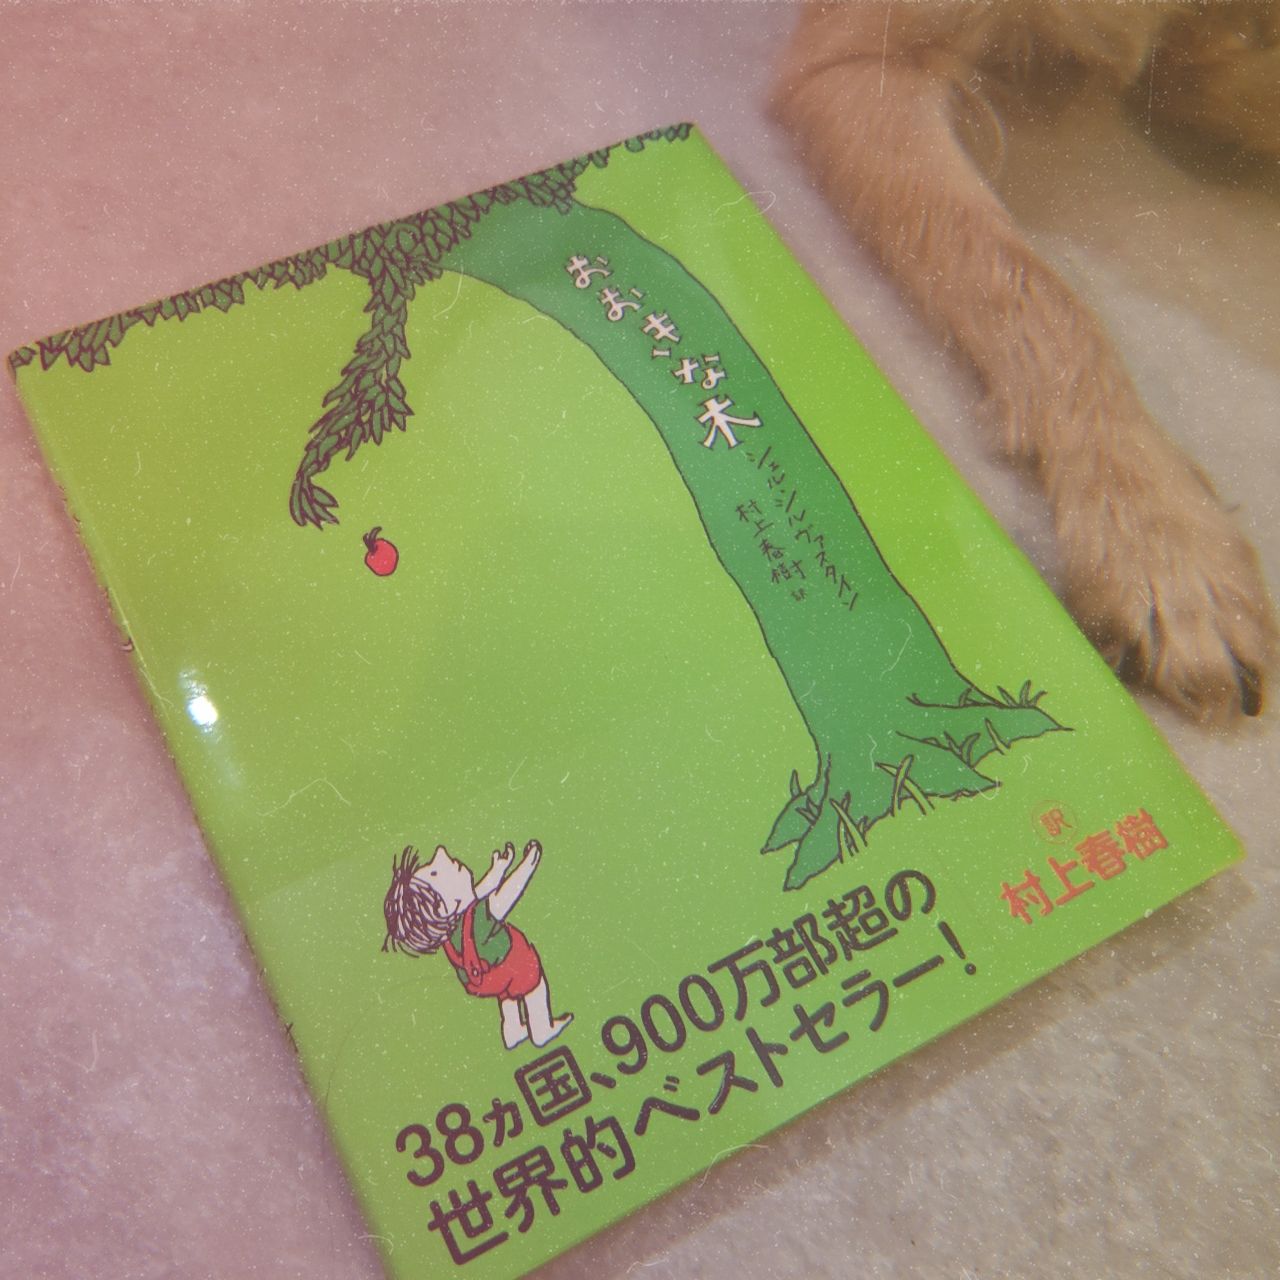 おおきな木
シェル・シルヴァスタイン
村上春樹 訳
訳
村上春樹
38ヵ国、900万部超の
世界的ベストセラー!